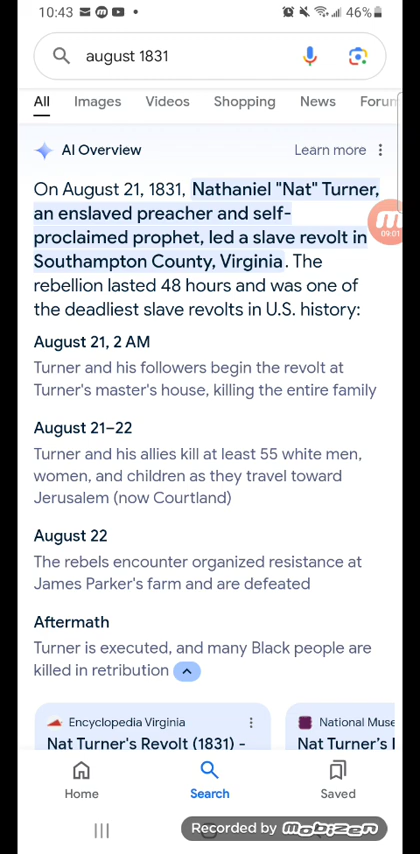 10:43
46%
august 1831
All Images Videos Shopping News Forun
AI Overview Learn more
On August 21, 1831, Nathaniel "Nat" Turner,
an enslaved preacher and self-
proclaimed prophet, led a slave revolt in
Southampton County, Virginia. The
rebellion lasted 48 hours and was one of
the deadliest slave revolts in U.S. history:
09:01
August 21, 2 AM
Turner and his followers begin the revolt at
Turner's master's house, killing the entire family
August 21–22
Turner and his allies kill at least 55 white men,
women, and children as they travel toward
Jerusalem (now Courtland)
August 22
The rebels encounter organized resistance at
James Parker's farm and are defeated
Aftermath
Turner is executed, and many Black people are
killed in retribution
Encyclopedia Virginia
Nat Turner's Revolt (1831) -
National Muse
Nat Turner's
Home Search Saved
Recorded by mobizen